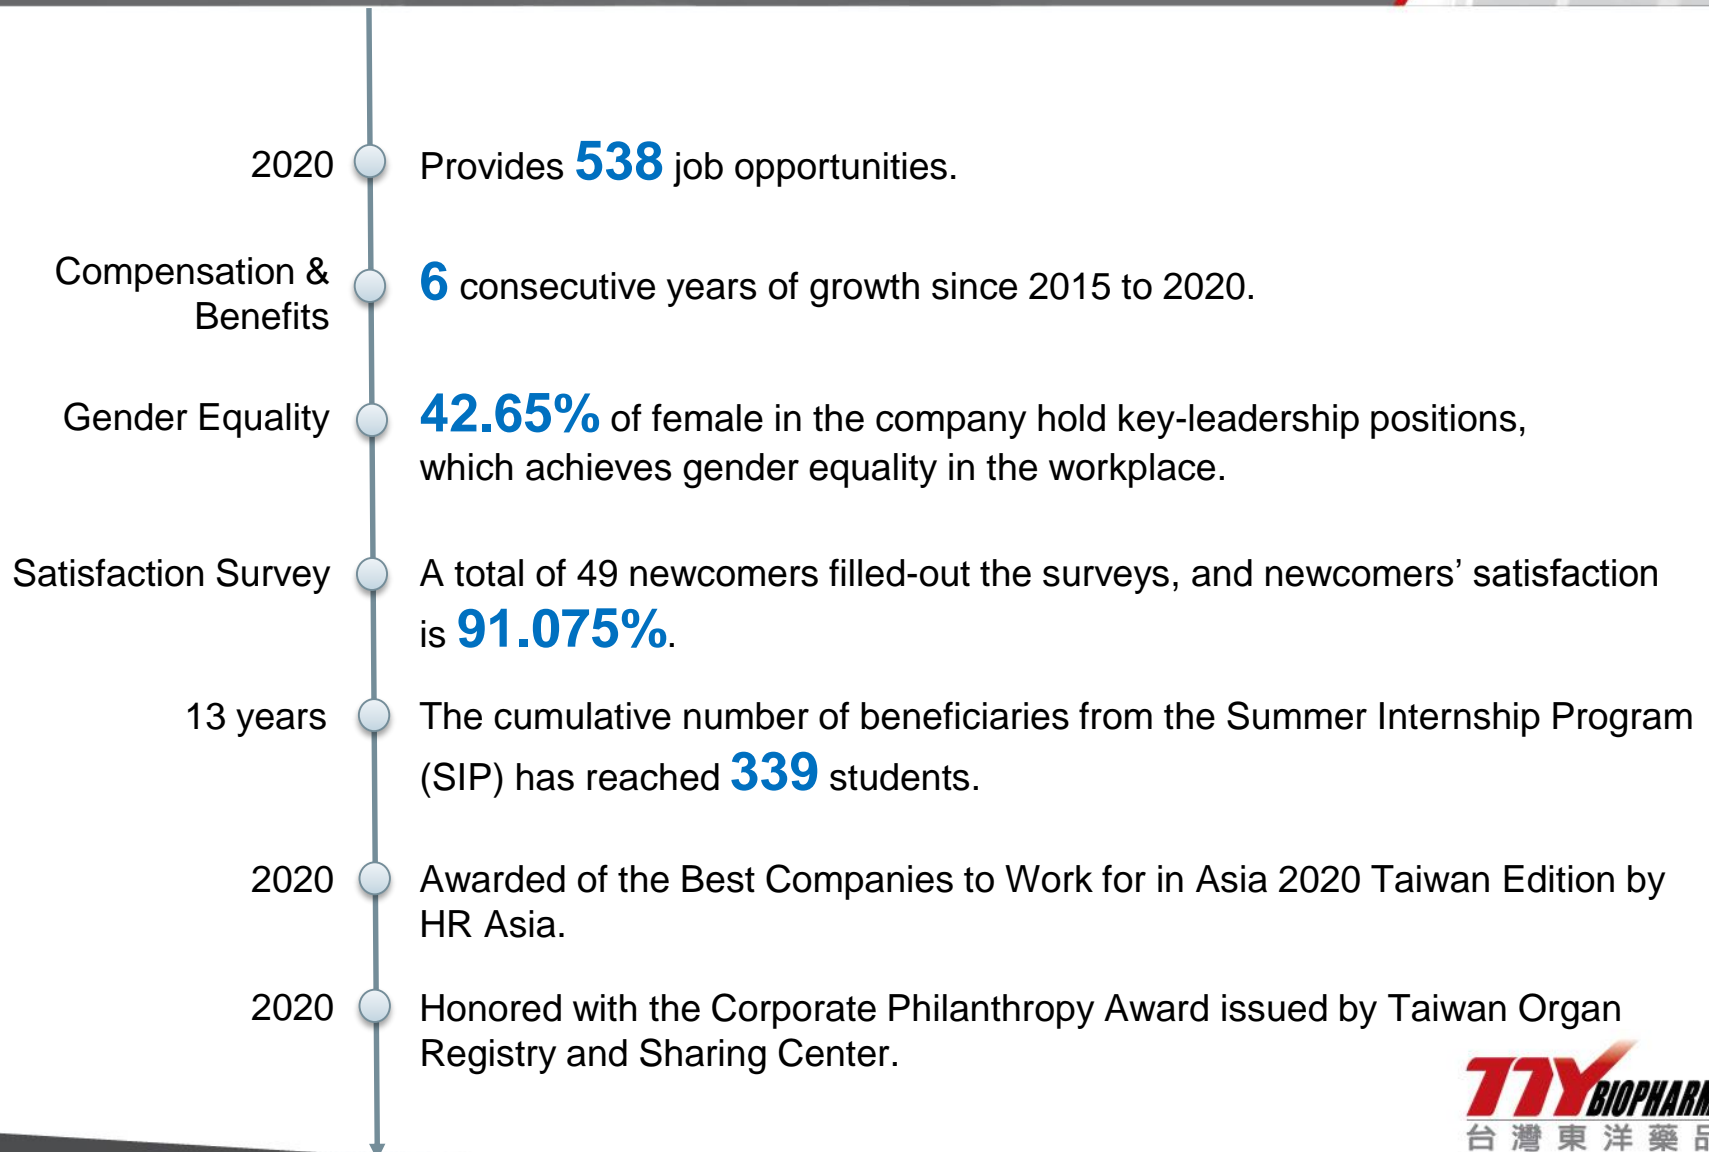 2020
Provides 538 job opportunities.
Compensation &
Benefits
6 consecutive years of growth since 2015 to 2020.
Gender Equality
42.65% of female in the company hold key-leadership positions,
which achieves gender equality in the workplace.
Satisfaction Survey
A total of 49 newcomers filled-out the surveys, and newcomers’ satisfaction
is 91.075%.
13 years
The cumulative number of beneficiaries from the Summer Internship Program
(SIP) has reached 339 students.
2020
Awarded of the Best Companies to Work for in Asia 2020 Taiwan Edition by
HR Asia.
2020
Honored with the Corporate Philanthropy Award issued by Taiwan Organ
Registry and Sharing Center.
TTY BIOPHARM
台灣東洋藥品